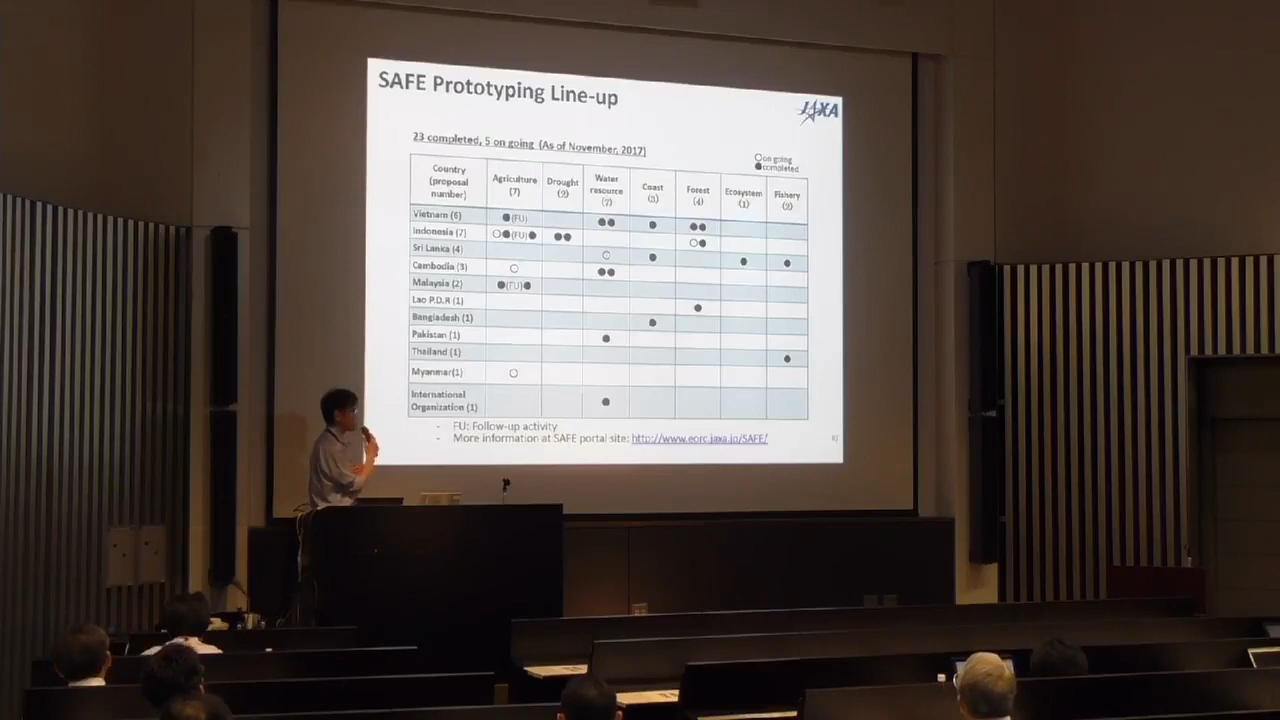 SAFE Prototyping Line-up
JAXA
23 completed, 5 on going (As of November, 2017)
○on going
●completed
Country (proposal number) Agriculture (7) Drought (2) Water resource (7) Coast (3) Forest (4) Ecosystem (1) Fishery (2)
Vietnam (6) ●(FU) ●● ● ●●
Indonesia (7) ○●(FU)● ●● ○●
Sri Lanka (4) ○ ● ● ●
Cambodia (3) ○ ●●
Malaysia (2) ●(FU)●
Lao P.D.R (1) ●
Bangladesh (1) ●
Pakistan (1) ●
Thailand (1) ●
Myanmar(1) ○
International Organization (1) ●
- FU: Follow-up activity
- More information at SAFE portal site: http://www.eorc.jaxa.jp/SAFE/